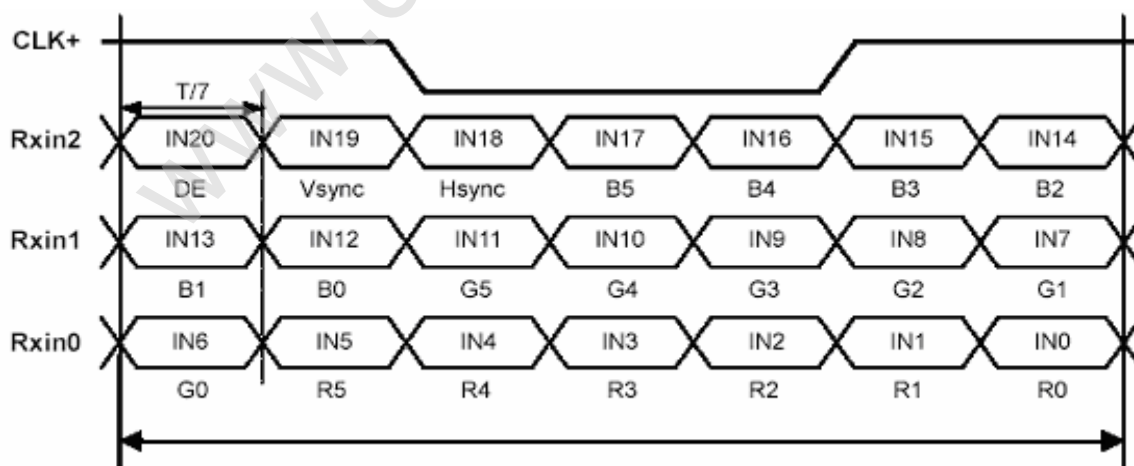 CLK+
T/7
Rxin2 IN20 IN19 IN18 IN17 IN16 IN15 IN14
DE Vsync Hsync B5 B4 B3 B2
Rxin1 IN13 IN12 IN11 IN10 IN9 IN8 IN7
B1 B0 G5 G4 G3 G2 G1
Rxin0 IN6 IN5 IN4 IN3 IN2 IN1 IN0
G0 R5 R4 R3 R2 R1 R0
www.